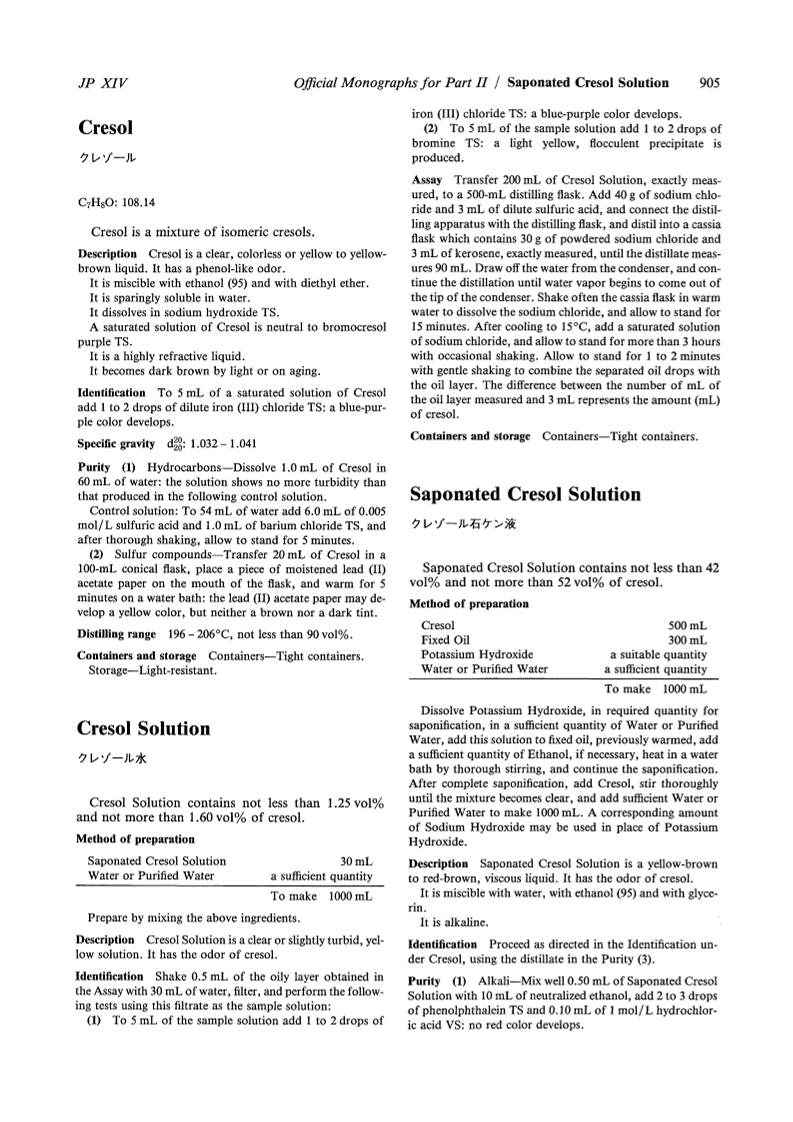 JP XIV
Official Monographs for Part II / Saponated Cresol Solution 905
Cresol
クレゾール
C₇H₈O: 108.14
Cresol is a mixture of isomeric cresols.
Description Cresol is a clear, colorless or yellow to yellow-
brown liquid. It has a phenol-like odor.
It is miscible with ethanol (95) and with diethyl ether.
It is sparingly soluble in water.
It dissolves in sodium hydroxide TS.
A saturated solution of Cresol is neutral to bromocresol
purple TS.
It is a highly refractive liquid.
It becomes dark brown by light or on aging.
Identification To 5 mL of a saturated solution of Cresol
add 1 to 2 drops of dilute iron (III) chloride TS: a blue-pur-
ple color develops.
Specific gravity d²⁰₂₀: 1.032 – 1.041
Purity (1) Hydrocarbons—Dissolve 1.0 mL of Cresol in
60 mL of water: the solution shows no more turbidity than
that produced in the following control solution.
Control solution: To 54 mL of water add 6.0 mL of 0.005
mol/L sulfuric acid and 1.0 mL of barium chloride TS, and
after thorough shaking, allow to stand for 5 minutes.
(2) Sulfur compounds—Transfer 20 mL of Cresol in a
100-mL conical flask, place a piece of moistened lead (II)
acetate paper on the mouth of the flask, and warm for 5
minutes on a water bath: the lead (II) acetate paper may de-
velop a yellow color, but neither a brown nor a dark tint.
Distilling range 196 – 206°C, not less than 90 vol%.
Containers and storage Containers—Tight containers.
Storage—Light-resistant.
Cresol Solution
クレゾール水
Cresol Solution contains not less than 1.25 vol%
and not more than 1.60 vol% of cresol.
Method of preparation
Saponated Cresol Solution 30 mL
Water or Purified Water a sufficient quantity
To make 1000 mL
Prepare by mixing the above ingredients.
Description Cresol Solution is a clear or slightly turbid, yel-
low solution. It has the odor of cresol.
Identification Shake 0.5 mL of the oily layer obtained in
the Assay with 30 mL of water, filter, and perform the follow-
ing tests using this filtrate as the sample solution:
(1) To 5 mL of the sample solution add 1 to 2 drops of
iron (III) chloride TS: a blue-purple color develops.
(2) To 5 mL of the sample solution add 1 to 2 drops of
bromine TS: a light yellow, flocculent precipitate is
produced.
Assay Transfer 200 mL of Cresol Solution, exactly meas-
ured, to a 500-mL distilling flask. Add 40 g of sodium chlo-
ride and 3 mL of dilute sulfuric acid, and connect the distil-
ling apparatus with the distilling flask, and distil into a cassia
flask which contains 30 g of powdered sodium chloride and
3 mL of kerosene, exactly measured, until the distillate meas-
ures 90 mL. Draw off the water from the condenser, and con-
tinue the distillation until water vapor begins to come out of
the tip of the condenser. Shake often the cassia flask in warm
water to dissolve the sodium chloride, and allow to stand for
15 minutes. After cooling to 15°C, add a saturated solution
of sodium chloride, and allow to stand for more than 3 hours
with occasional shaking. Allow to stand for 1 to 2 minutes
with gentle shaking to combine the separated oil drops with
the oil layer. The difference between the number of mL of
the oil layer measured and 3 mL represents the amount (mL)
of cresol.
Containers and storage Containers—Tight containers.
Saponated Cresol Solution
クレゾール石ケン液
Saponated Cresol Solution contains not less than 42
vol% and not more than 52 vol% of cresol.
Method of preparation
Cresol 500 mL
Fixed Oil 300 mL
Potassium Hydroxide a suitable quantity
Water or Purified Water a sufficient quantity
To make 1000 mL
Dissolve Potassium Hydroxide, in required quantity for
saponification, in a sufficient quantity of Water or Purified
Water, add this solution to fixed oil, previously warmed, add
a sufficient quantity of Ethanol, if necessary, heat in a water
bath by thorough stirring, and continue the saponification.
After complete saponification, add Cresol, stir thoroughly
until the mixture becomes clear, and add sufficient Water or
Purified Water to make 1000 mL. A corresponding amount
of Sodium Hydroxide may be used in place of Potassium
Hydroxide.
Description Saponated Cresol Solution is a yellow-brown
to red-brown, viscous liquid. It has the odor of cresol.
It is miscible with water, with ethanol (95) and with glyce-
rin.
It is alkaline.
Identification Proceed as directed in the Identification un-
der Cresol, using the distillate in the Purity (3).
Purity (1) Alkali—Mix well 0.50 mL of Saponated Cresol
Solution with 10 mL of neutralized ethanol, add 2 to 3 drops
of phenolphthalein TS and 0.10 mL of 1 mol/L hydrochlor-
ic acid VS: no red color develops.